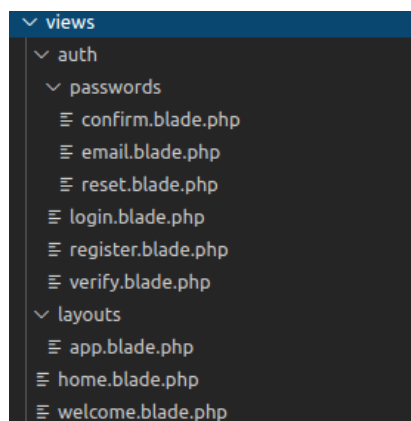 views
auth
passwords
confirm.blade.php
email.blade.php
reset.blade.php
login.blade.php
register.blade.php
verify.blade.php
layouts
app.blade.php
home.blade.php
welcome.blade.php